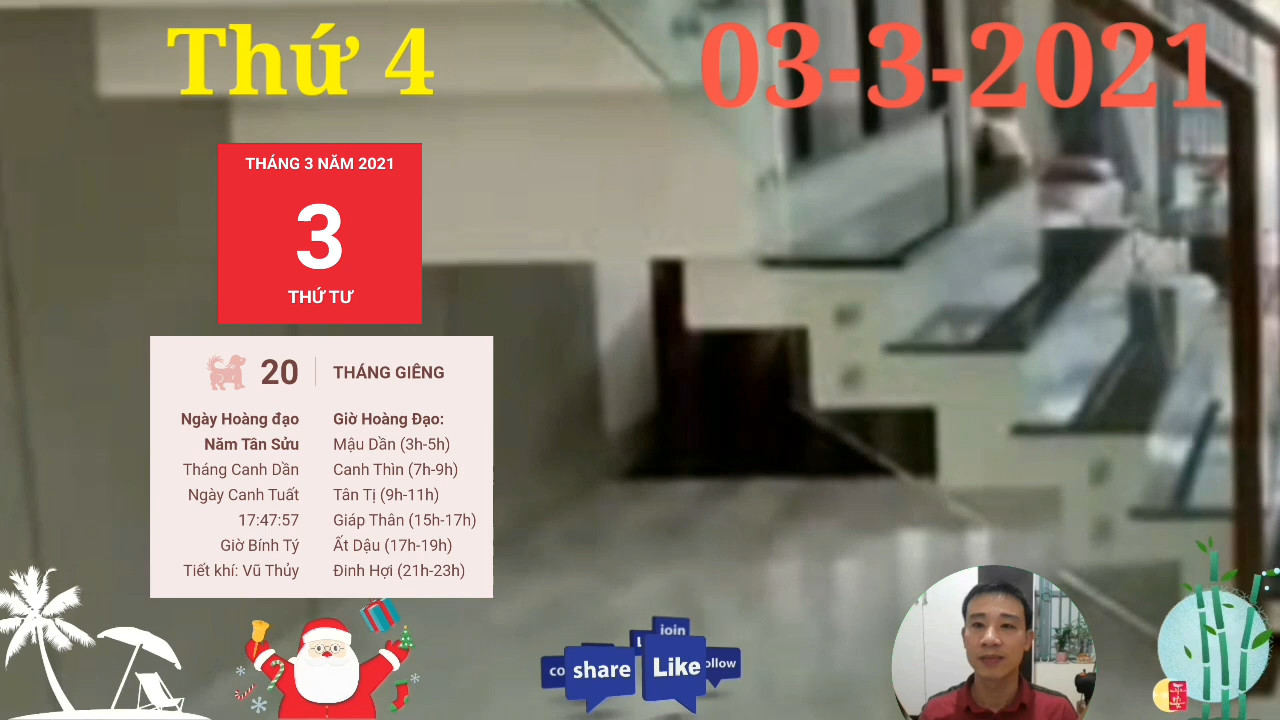 Thứ 4
03-3-2021
THÁNG 3 NĂM 2021
3
THỨ TƯ
20
THÁNG GIÊNG
Ngày Hoàng đạo
Năm Tân Sửu
Tháng Canh Dần
Ngày Canh Tuất
17:47:57
Giờ Bính Tý
Tiết khí: Vũ Thủy
Giờ Hoàng Đạo:
Mậu Dần (3h-5h)
Canh Thìn (7h-9h)
Tân Tị (9h-11h)
Giáp Thân (15h-17h)
Ất Dậu (17h-19h)
Đinh Hợi (21h-23h)
join
co
share
L
Like
ollow